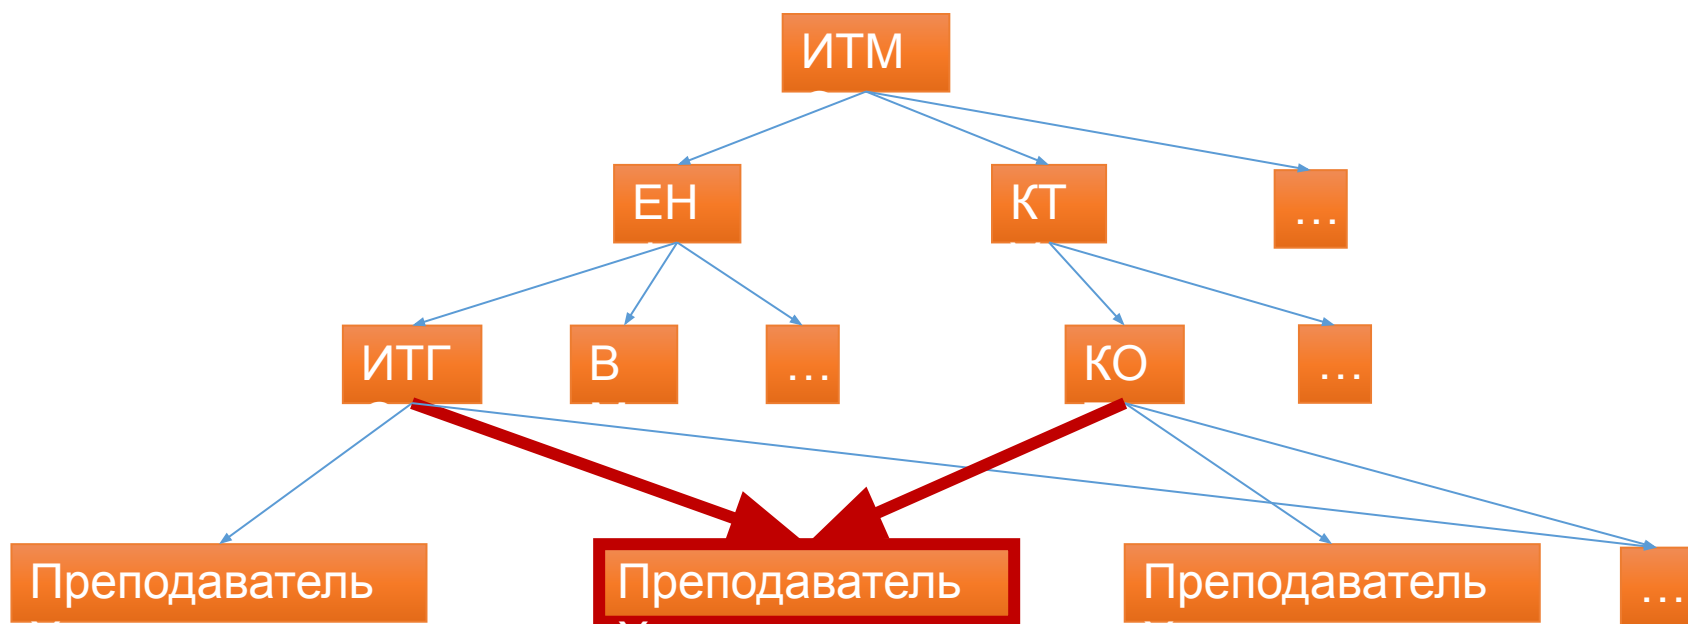 ИТМ
ЕН
КТ
…
ИТГ
В
…
КО
…
Преподаватель
Преподаватель
Преподаватель
…